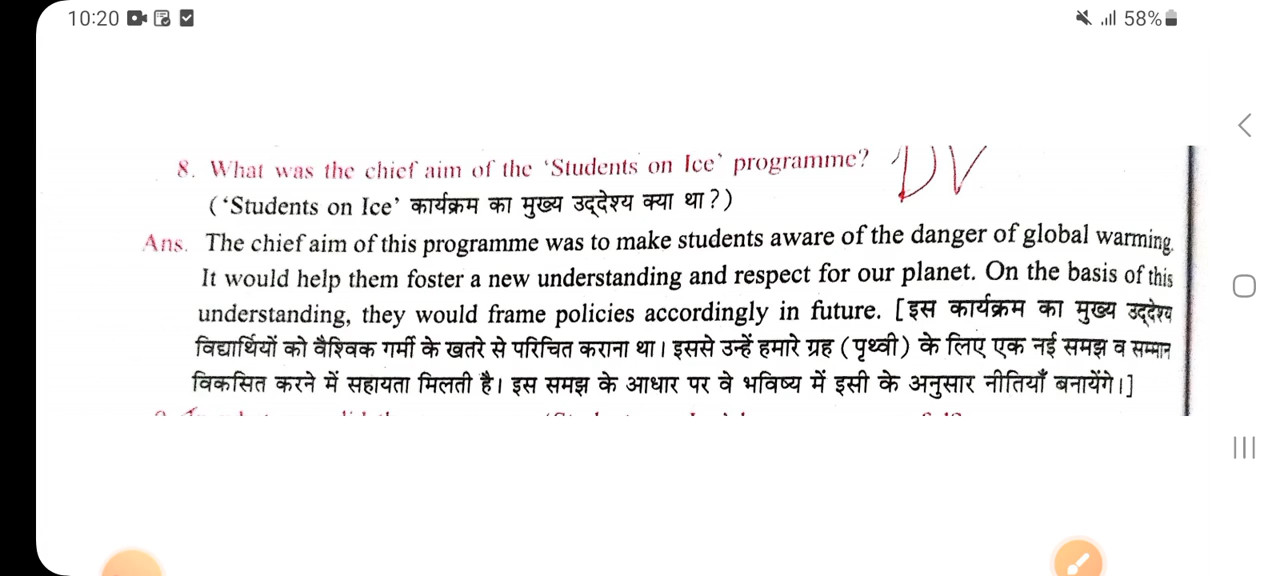 10:20
58%
8. What was the chief aim of the ‘Students on Ice’ programme?
(‘Students on Ice’ कार्यक्रम का मुख्य उद्देश्य क्या था?)
Ans. The chief aim of this programme was to make students aware of the danger of global warming.
It would help them foster a new understanding and respect for our planet. On the basis of this
understanding, they would frame policies accordingly in future. [इस कार्यक्रम का मुख्य उद्देश्य
विद्यार्थियों को वैश्विक गर्मी के खतरे से परिचित कराना था। इससे उन्हें हमारे ग्रह (पृथ्वी) के लिए एक नई समझ व सम्मान
विकसित करने में सहायता मिलती है। इस समझ के आधार पर वे भविष्य में इसी के अनुसार नीतियाँ बनायेंगे।]